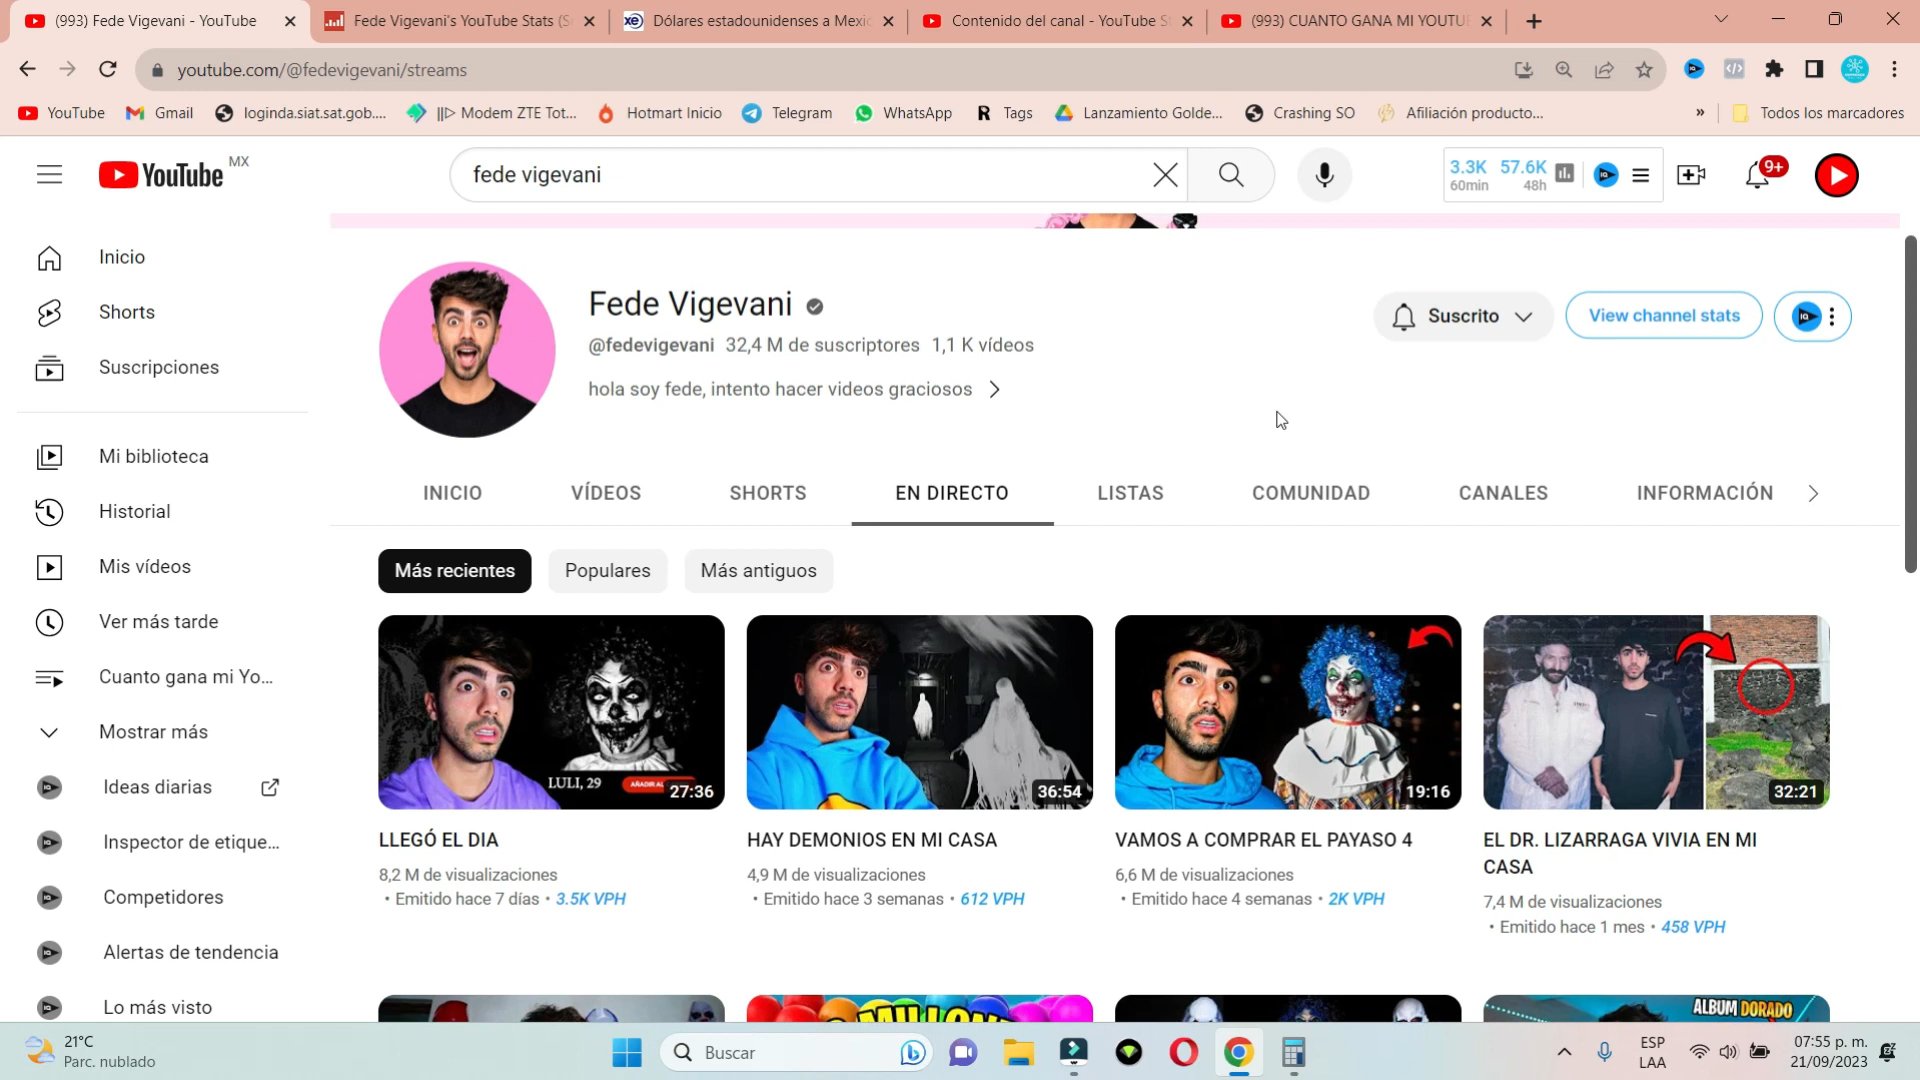 (993) Fede Vigevani - YouTube
Fede Vigevani's YouTube Stats (S
Dólares estadounidenses a Mexic
Contenido del canal - YouTube S
(993) CUANTO GANA MI YOUTU
youtube.com/@fedevigevani/streams
YouTube
Gmail
loginda.siat.sat.gob....
||▷ Modem ZTE Tot...
Hotmart Inicio
Telegram
WhatsApp
Tags
Lanzamiento Golde...
Crashing SO
Afiliación producto...
»
Todos los marcadores
YouTube MX
fede vigevani
3.3K 57.6K
60min 48h
9+
Inicio
Shorts
Suscripciones
Mi biblioteca
Historial
Mis vídeos
Ver más tarde
Cuanto gana mi Yo...
Mostrar más
Ideas diarias
Inspector de etique...
Competidores
Alertas de tendencia
Lo más visto
Fede Vigevani
@fedevigevani 32,4 M de suscriptores 1,1 K vídeos
hola soy fede, intento hacer videos graciosos
Suscrito
View channel stats
INICIO
VÍDEOS
SHORTS
EN DIRECTO
LISTAS
COMUNIDAD
CANALES
INFORMACIÓN
Más recientes
Populares
Más antiguos
LULI, 29
27:36
36:54
19:16
32:21
LLEGÓ EL DIA
8,2 M de visualizaciones
• Emitido hace 7 días • 3.5K VPH
HAY DEMONIOS EN MI CASA
4,9 M de visualizaciones
• Emitido hace 3 semanas • 612 VPH
VAMOS A COMPRAR EL PAYASO 4
6,6 M de visualizaciones
• Emitido hace 4 semanas • 2K VPH
EL DR. LIZARRAGA VIVIA EN MI
CASA
7,4 M de visualizaciones
• Emitido hace 1 mes • 458 VPH
ALBUM DORADO
21°C
Parc. nublado
Buscar
ESP
LAA
07:55 p. m.
21/09/2023